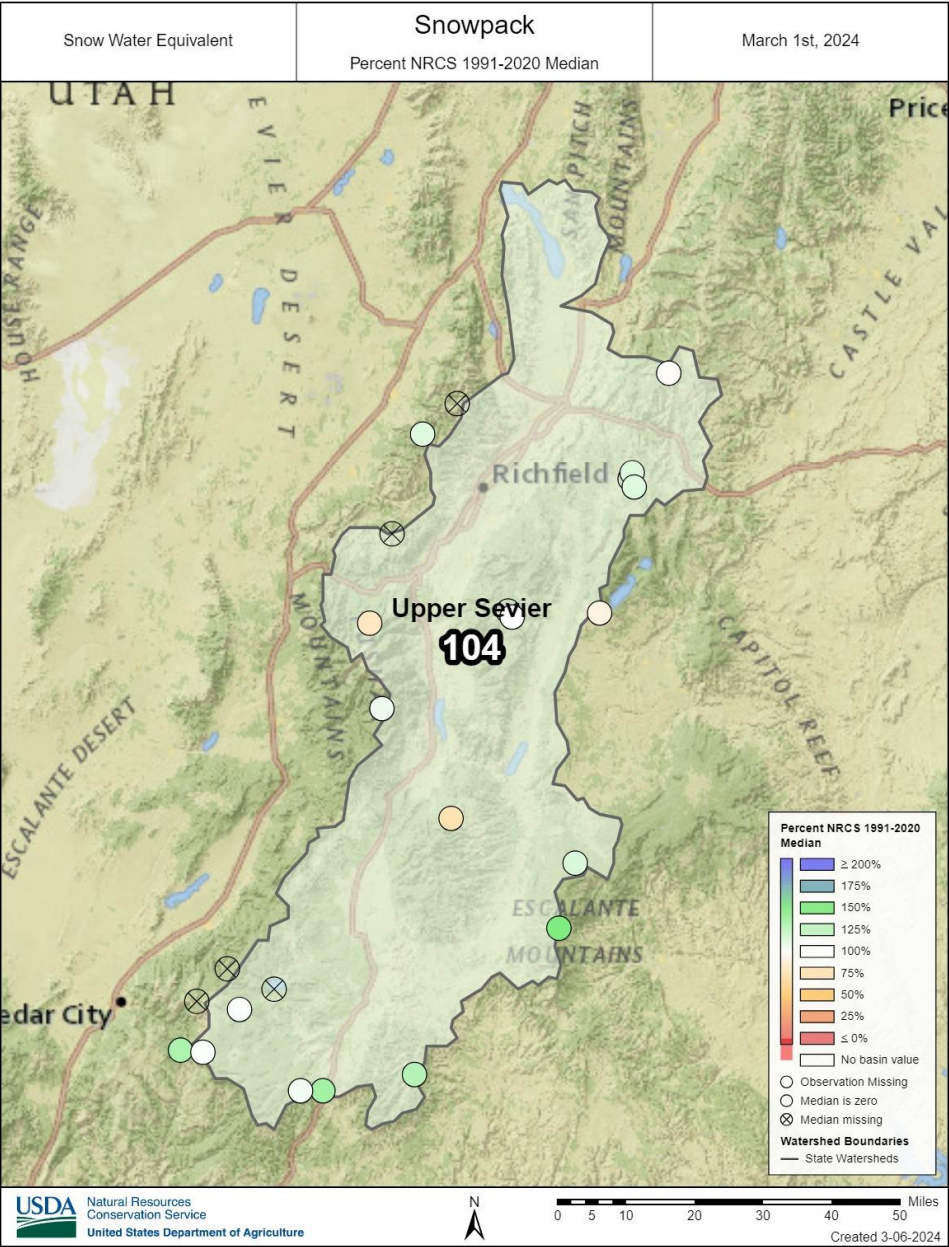 Snow Water Equivalent
Snowpack
Percent NRCS 1991-2020 Median
March 1st, 2024
UTAH
Price
EVIER DESERT
SAN PITCH
MOUNTAINS
HOUSE RANGE
CASTLE VAL
Richfield
Upper Sevier
104
MOUNTAINS
CAPITOL REEF
ESCALANTE DESERT
ESCALANTE
MOUNTAINS
edar City
Percent NRCS 1991-2020
Median
≥ 200%
175%
150%
125%
100%
75%
50%
25%
≤ 0%
No basin value
Observation Missing
Median is zero
Median missing
Watershed Boundaries
State Watersheds
USDA
Natural Resources
Conservation Service
United States Department of Agriculture
N
Miles
0 5 10 20 30 40 50
Created 3-06-2024